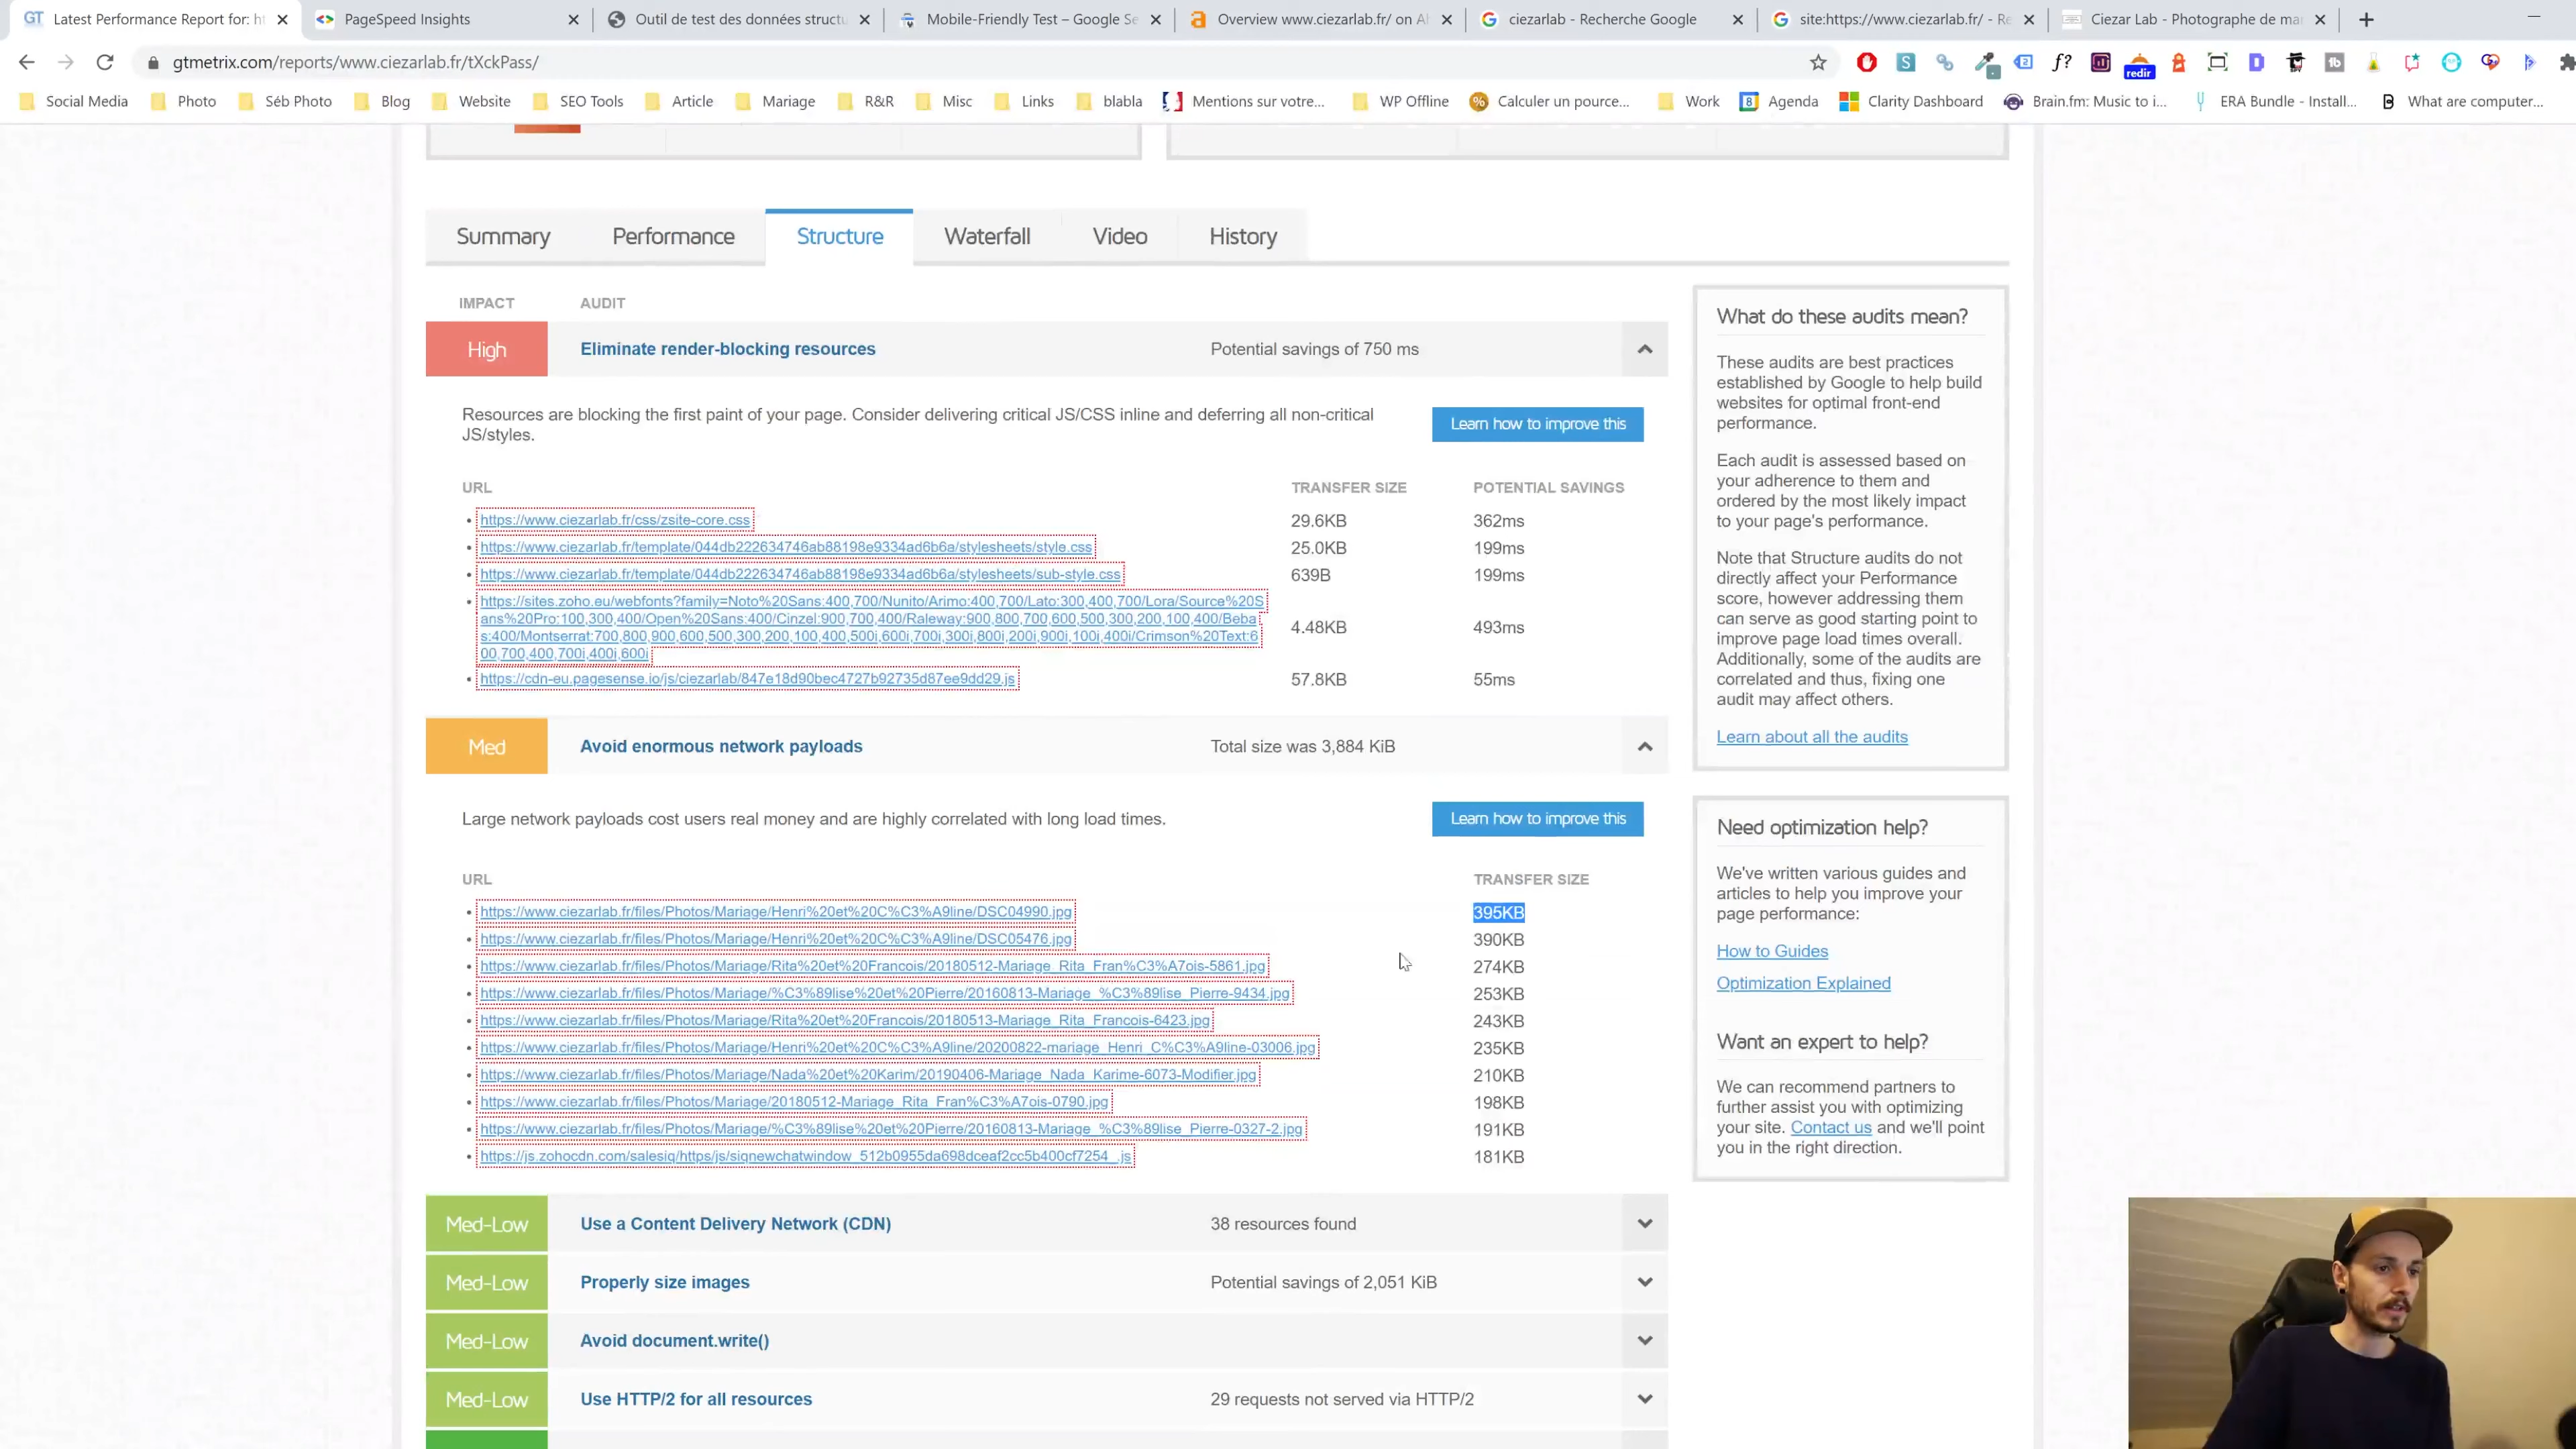 Latest Performance Report for: ht
PageSpeed Insights
Outil de test des données structu
Mobile-Friendly Test – Google Se
Overview www.ciezarlab.fr/ on Al
ciezarlab - Recherche Google
site:https://www.ciezarlab.fr/ - Re
Ciezar Lab - Photographe de mar
gtmetrix.com/reports/www.ciezarlab.fr/tXckPass/
Social Media
Photo
Séb Photo
Blog
Website
SEO Tools
Article
Mariage
R&R
Misc
Links
blabla
Mentions sur votre...
WP Offline
Calculer un pource...
Work
Agenda
Clarity Dashboard
Brain.fm: Music to i...
ERA Bundle - Install...
What are computer...
Summary
Performance
Structure
Waterfall
Video
History
IMPACT AUDIT
High Eliminate render-blocking resources Potential savings of 750 ms
Resources are blocking the first paint of your page. Consider delivering critical JS/CSS inline and deferring all non-critical
JS/styles.
Learn how to improve this
URL TRANSFER SIZE POTENTIAL SAVINGS
https://www.ciezarlab.fr/css/zsite-core.css 29.6KB 362ms
https://www.ciezarlab.fr/template/044db222634746ab88198e9334ad6b6a/stylesheets/style.css 25.0KB 199ms
https://www.ciezarlab.fr/template/044db222634746ab88198e9334ad6b6a/stylesheets/sub-style.css 639B 199ms
https://sites.zoho.eu/webfonts?family=Noto%20Sans:400,700/Nunito/Arimo:400,700/Lato:300,400,700/Lora/Source%20S
ans%20Pro:100,300,400/Open%20Sans:400/Cinzel:900,700,400/Raleway:900,800,700,600,500,300,200,100,400/Beba
s:400/Montserrat:700,800,900,600,500,300,200,100,400,500i,600i,700i,300i,800i,200i,900i,100i,400i/Crimson%20Text:6
00,700,400,700i,400i,600i 4.48KB 493ms
https://cdn-eu.pagesense.io/js/ciezarlab/847e18d90bec4727b92735d87ee9dd29.js 57.8KB 55ms
Med Avoid enormous network payloads Total size was 3,884 KiB
Large network payloads cost users real money and are highly correlated with long load times.
Learn how to improve this
URL TRANSFER SIZE
https://www.ciezarlab.fr/files/Photos/Mariage/Henri%20et%20C%C3%A9line/DSC04990.jpg 395KB
https://www.ciezarlab.fr/files/Photos/Mariage/Henri%20et%20C%C3%A9line/DSC05476.jpg 390KB
https://www.ciezarlab.fr/files/Photos/Mariage/Rita%20et%20Francois/20180512-Mariage_Rita_Fran%C3%A7ois-5861.jpg 274KB
https://www.ciezarlab.fr/files/Photos/Mariage/%C3%89lise%20et%20Pierre/20160813-Mariage_%C3%89lise_Pierre-9434.jpg 253KB
https://www.ciezarlab.fr/files/Photos/Mariage/Rita%20et%20Francois/20180513-Mariage_Rita_Francois-6423.jpg 243KB
https://www.ciezarlab.fr/files/Photos/Mariage/Henri%20et%20C%C3%A9line/20200822-mariage_Henri_C%C3%A9line-03006.jpg 235KB
https://www.ciezarlab.fr/files/Photos/Mariage/Nada%20et%20Karim/20190406-Mariage_Nada_Karime-6073-Modifier.jpg 210KB
https://www.ciezarlab.fr/files/Photos/Mariage/20180512-Mariage_Rita_Fran%C3%A7ois-0790.jpg 198KB
https://www.ciezarlab.fr/files/Photos/Mariage/%C3%89lise%20et%20Pierre/20160813-Mariage_%C3%89lise_Pierre-0327-2.jpg 191KB
https://js.zohocdn.com/salesiq/https/js/siqnewchatwindow_512b0955da698dceaf2cc5b400cf7254_.js 181KB
Med-Low Use a Content Delivery Network (CDN) 38 resources found
Med-Low Properly size images Potential savings of 2,051 KiB
Med-Low Avoid document.write()
Med-Low Use HTTP/2 for all resources 29 requests not served via HTTP/2
What do these audits mean?
These audits are best practices
established by Google to help build
websites for optimal front-end
performance.
Each audit is assessed based on
your adherence to them and
ordered by the most likely impact
to your page's performance.
Note that Structure audits do not
directly affect your Performance
score, however addressing them
can serve as good starting point to
improve page load times overall.
Additionally, some of the audits are
correlated and thus, fixing one
audit may affect others.
Learn about all the audits
Need optimization help?
We've written various guides and
articles to help you improve your
page performance:
How to Guides
Optimization Explained
Want an expert to help?
We can recommend partners to
further assist you with optimizing
your site. Contact us and we'll point
you in the right direction.